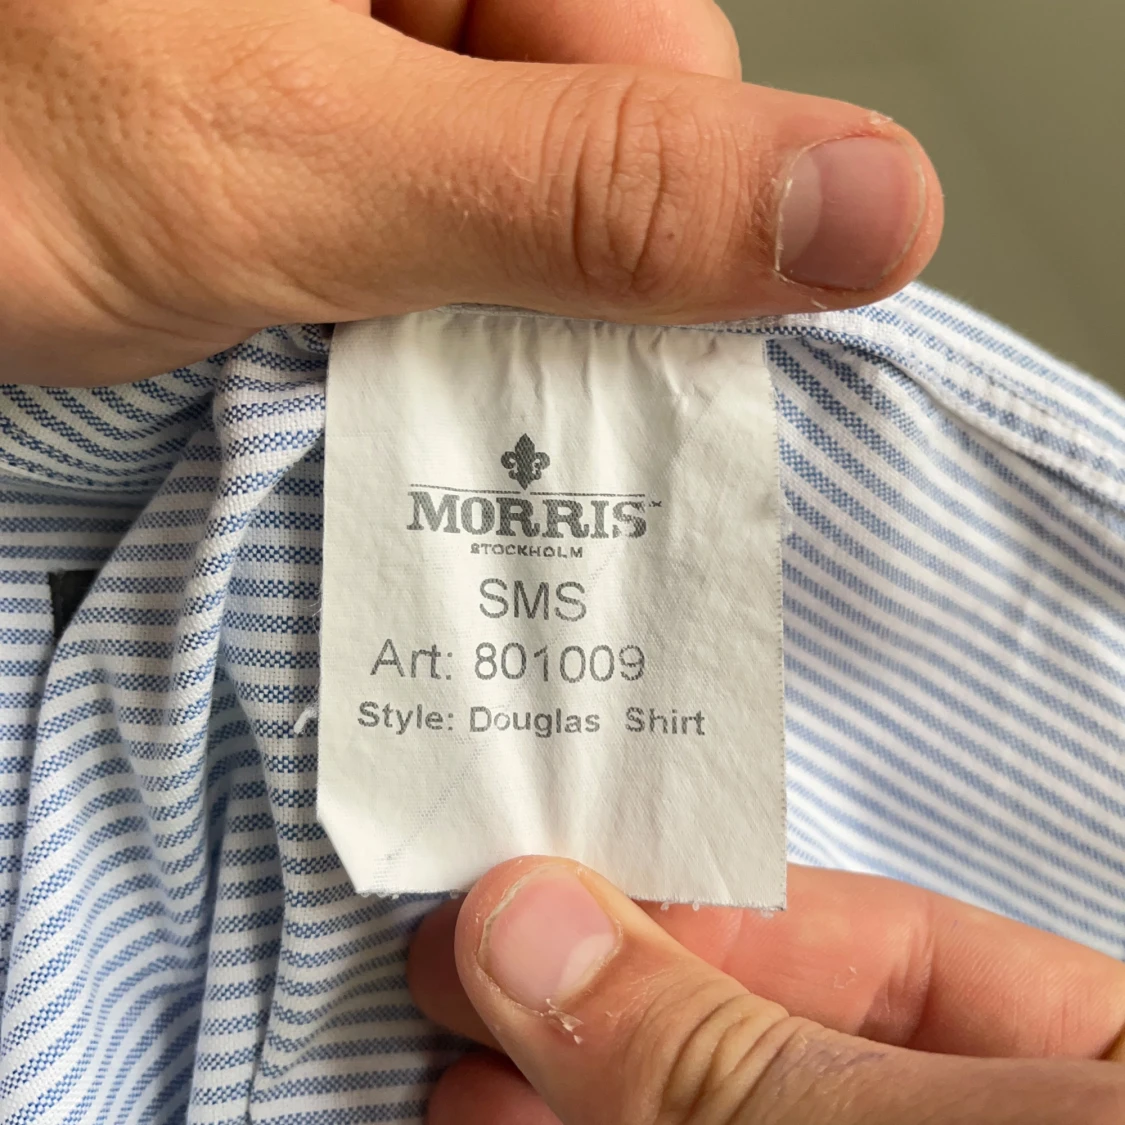 MORRIS™
STOCKHOLM
SMS
Art: 801009
Style: Douglas Shirt